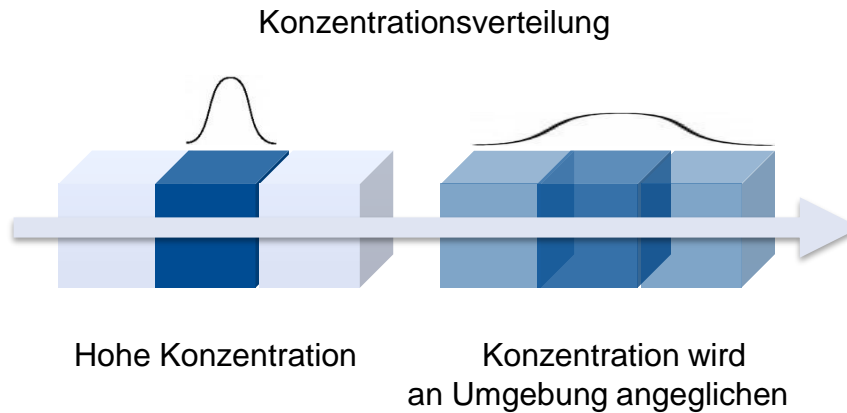 Konzentrationsverteilung
Hohe Konzentration
Konzentration wird
an Umgebung angeglichen